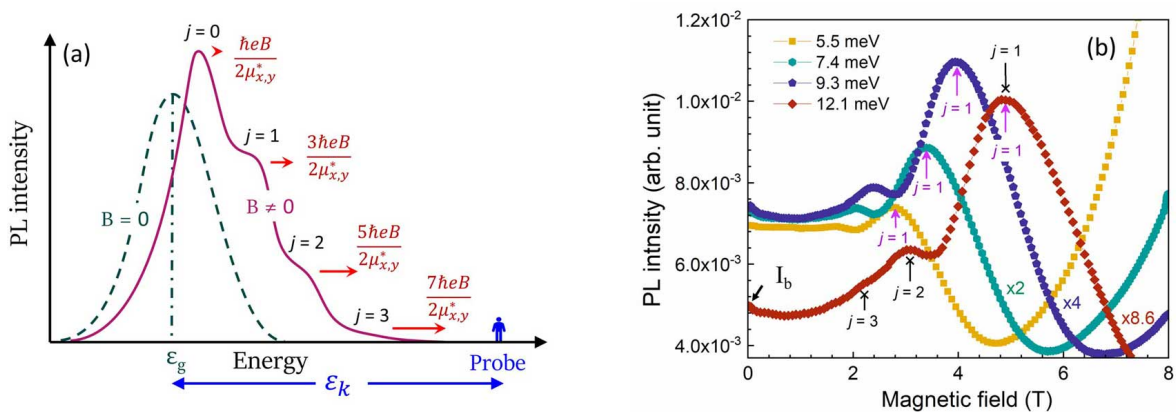 (a)
j = 0
ħeB
2μ*x,y
j = 1
3ħeB
2μ*x,y
B = 0
B ≠ 0
j = 2
5ħeB
2μ*x,y
j = 3
7ħeB
2μ*x,y
PL intensity
εg
Energy
Probe
εk
(b)
1.2x10⁻²
1.0x10⁻²
8.0x10⁻³
6.0x10⁻³
4.0x10⁻³
PL intnsity (arb. unit)
5.5 meV
7.4 meV
9.3 meV
12.1 meV
j = 1
j = 1
j = 1
j = 1
j = 1
j = 2
j = 3
Ib
x2
x4
x8.6
0
2
4
6
8
Magnetic field (T)